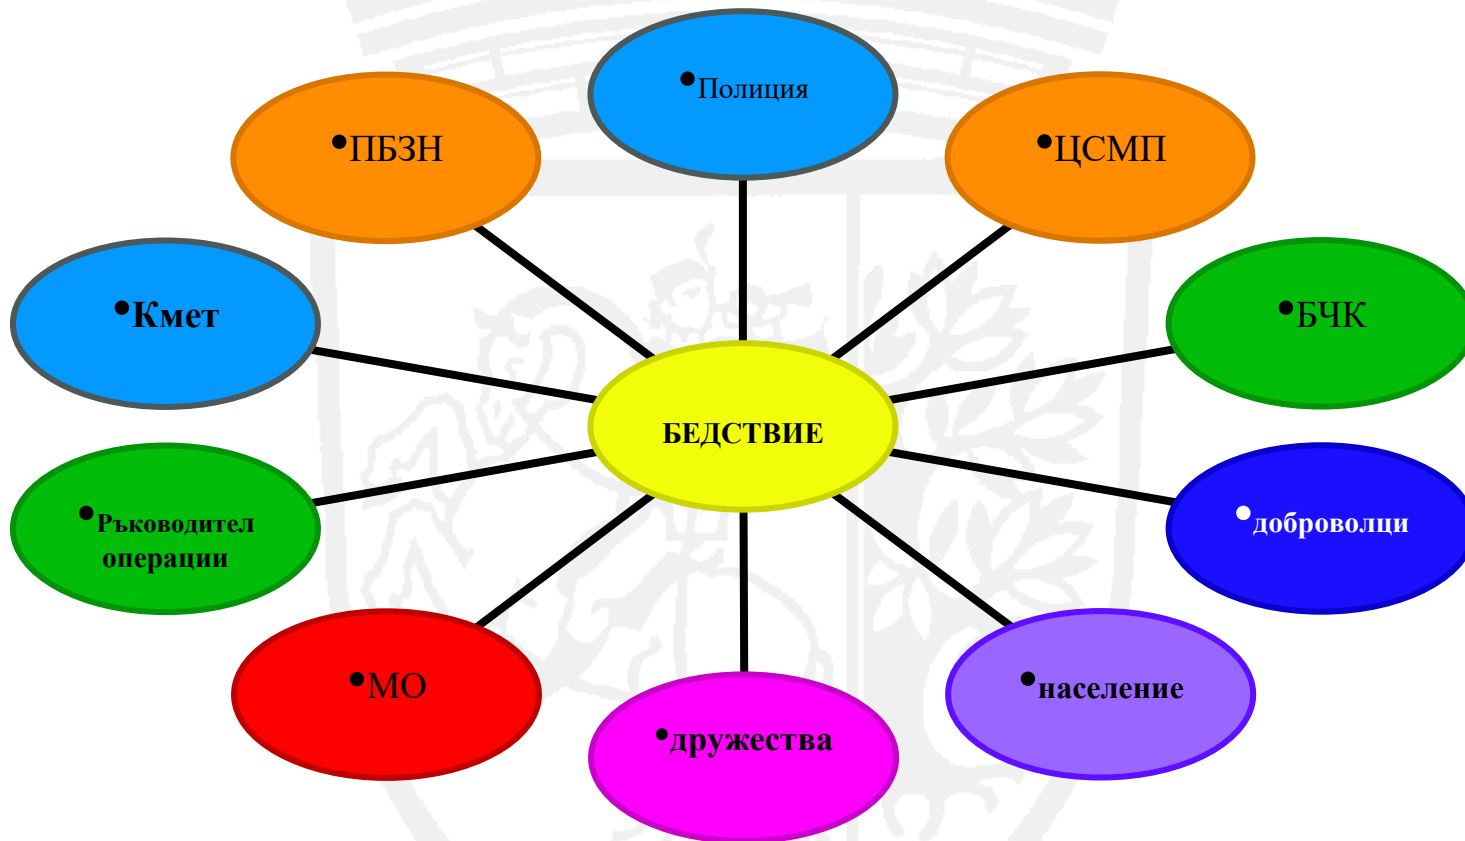 •Полиция
•ПБЗН
•ЦСМП
•Кмет
•БЧК
БЕДСТВИЕ
•Ръководител
операции
•доброволци
•МО
•население
•дружества